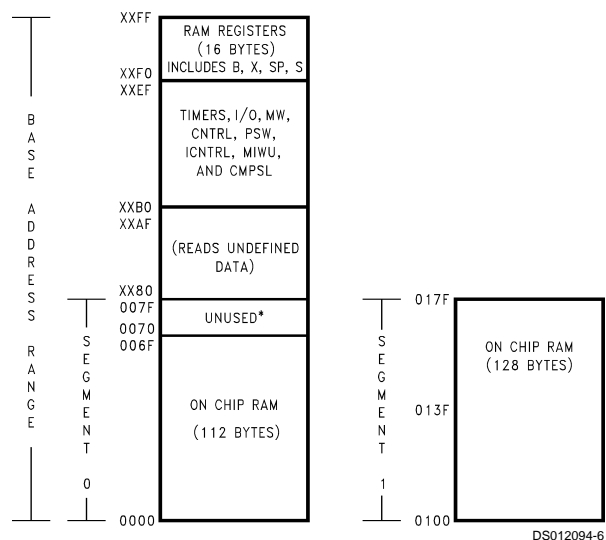 XXFF
RAM REGISTERS
(16 BYTES)
INCLUDES B, X, SP, S
XXF0
XXEF
TIMERS, I/O, MW,
CNTRL, PSW,
ICNTRL, MIWU,
AND CMPSL
XXB0
XXAF
(READS UNDEFINED
DATA)
XX80
007F
UNUSED*
0070
006F
ON CHIP RAM
(112 BYTES)
0000
BASE ADDRESS RANGE
SEGMENT 0
017F
ON CHIP RAM
(128 BYTES)
013F
0100
SEGMENT 1
DS012094-6